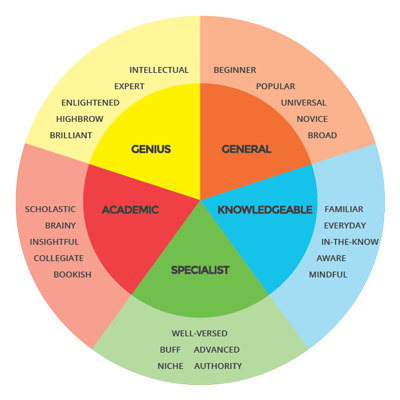 INTELLECTUAL
EXPERT
ENLIGHTENED
HIGHBROW
BRILLIANT
GENIUS
BEGINNER
POPULAR
UNIVERSAL
NOVICE
BROAD
GENERAL
SCHOLASTIC
BRAINY
INSIGHTFUL
COLLEGIATE
BOOKISH
ACADEMIC
KNOWLEDGEABLE
FAMILIAR
EVERYDAY
IN-THE-KNOW
AWARE
MINDFUL
SPECIALIST
WELL-VERSED
BUFF ADVANCED
NICHE AUTHORITY